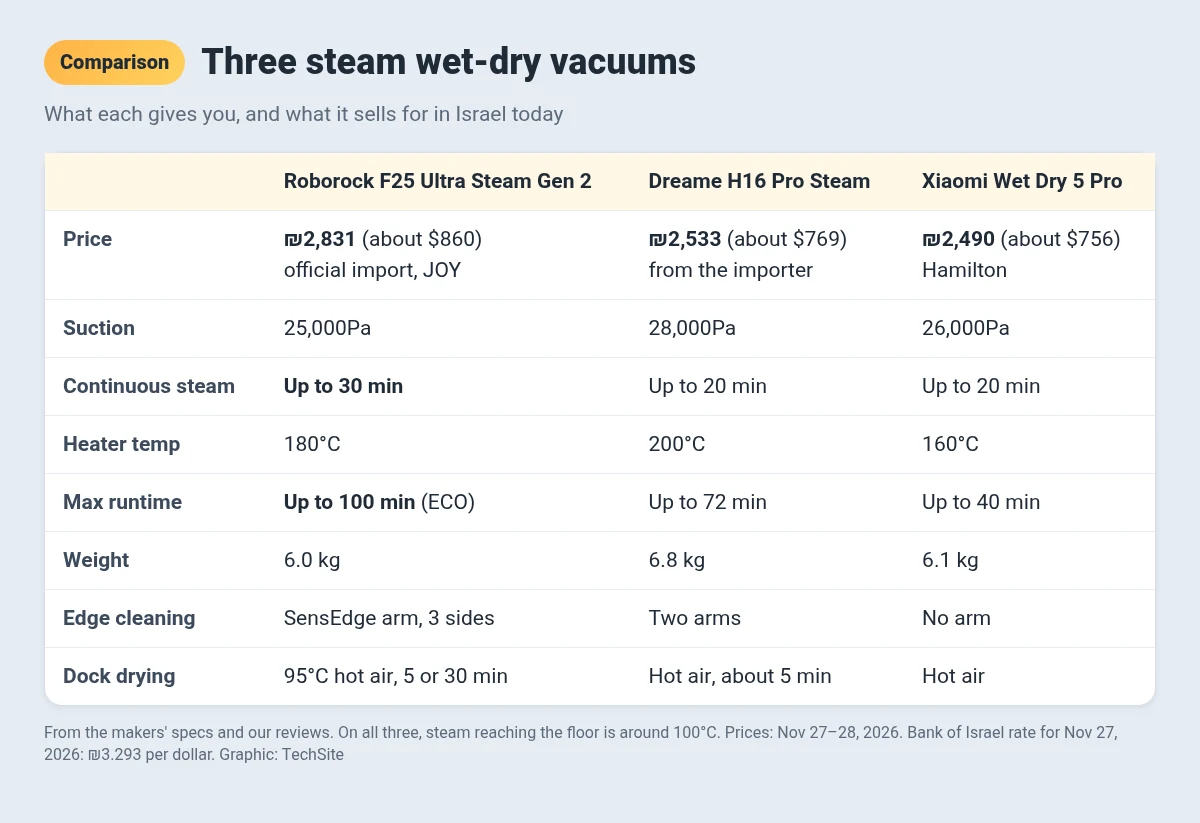 Comparison Three steam wet-dry vacuums
What each gives you, and what it sells for in Israel today
Roborock F25 Ultra Steam Gen 2 Dreame H16 Pro Steam Xiaomi Wet Dry 5 Pro
Price ₪2,831 (about $860) ₪2,533 (about $769) ₪2,490 (about $756)
official import, JOY from the importer Hamilton
Suction 25,000Pa 28,000Pa 26,000Pa
Continuous steam Up to 30 min Up to 20 min Up to 20 min
Heater temp 180°C 200°C 160°C
Max runtime Up to 100 min (ECO) Up to 72 min Up to 40 min
Weight 6.0 kg 6.8 kg 6.1 kg
Edge cleaning SensEdge arm, 3 sides Two arms No arm
Dock drying 95°C hot air, 5 or 30 min Hot air, about 5 min Hot air
From the makers' specs and our reviews. On all three, steam reaching the floor is around 100°C. Prices: Nov 27–28, 2026. Bank of Israel rate for Nov 27,
2026: ₪3.293 per dollar. Graphic: TechSite